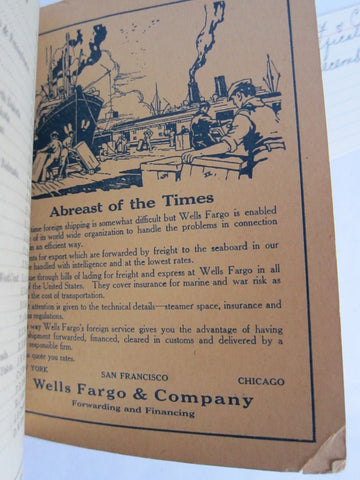 Abreast of the Times
time foreign shipping is somewhat difficult but Wells Fargo is enabled
of its world wide organization to handle the problems in connection
an efficient way.
ents for export which are forwarded by freight to the seaboard in our
re handled with intelligence and at the lowest rates.
ue through bills of lading for freight and express at Wells Fargo in all
of the United States. They cover insurance for marine and war risk as
he cost of transportation.
t attention is given to the technical details—steamer space, insurance and
us regulations.
way Wells Fargo's foreign service gives you the advantage of having
shipment forwarded, financed, cleared in customs and delivered by a
responsible firm.
s quote you rates.
YORK
SAN FRANCISCO
CHICAGO
Wells Fargo & Company
Forwarding and Financing